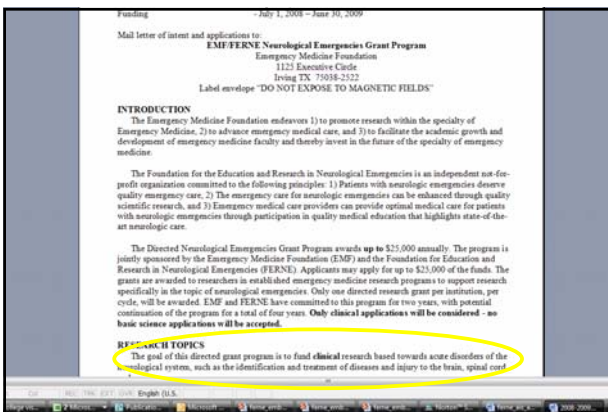 Funding - July 1, 2008 – June 30, 2009
Mail letter of intent and applications to:
EMF/FERNE Neurological Emergencies Grant Program
Emergency Medicine Foundation
1125 Executive Circle
Irving TX 75038-2522
Label envelope "DO NOT EXPOSE TO MAGNETIC FIELDS"
INTRODUCTION
The Emergency Medicine Foundation endeavors 1) to promote research within the specialty of
Emergency Medicine, 2) to advance emergency medical care, and 3) to facilitate the academic growth and
development of emergency medicine faculty and thereby invest in the future of the specialty of emergency
medicine.
The Foundation for the Education and Research in Neurological Emergencies is an independent not-for-
profit organization committed to the following principles: 1) Patients with neurologic emergencies deserve
quality emergency care, 2) The emergency care for neurologic emergencies can be enhanced through quality
scientific research, and 3) Emergency medical care providers can provide optimal medical care for patients
with neurologic emergencies through participation in quality medical education that highlights state-of-the-
art neurologic care.
The Directed Neurological Emergencies Grant Program awards up to $25,000 annually. The program is
jointly sponsored by the Emergency Medicine Foundation (EMF) and the Foundation for Education and
Research in Neurological Emergencies (FERNE). Applicants may apply for up to $25,000 of the funds. The
grants are awarded to researchers in established emergency medicine research programs to support research
specifically in the topic of neurological emergencies. Only one directed research grant per institution, per
cycle, will be awarded. EMF and FERNE have committed to this program for two years, with potential
continuation of the program for a total of four years. Only clinical applications will be considered - no
basic science applications will be accepted.
RESEARCH TOPICS
The goal of this directed grant program is to fund clinical research based towards acute disorders of the
neurological system, such as the identification and treatment of diseases and injury to the brain, spinal cord
Col REC TRK EXT OVR English (U.S.
2 Micros... Publicatio... Microsoft ... ferne_emb... ferne_emb... ferne_emb... Norton... ferne_an_a... 2008-2009